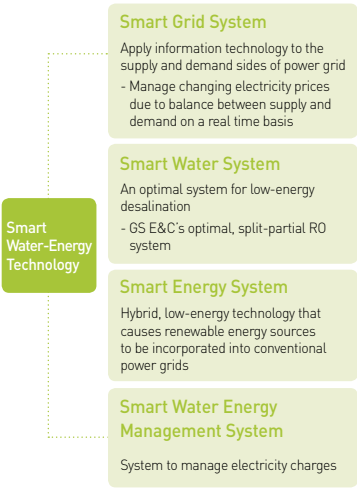 Smart Grid System
Apply information technology to the
supply and demand sides of power grid
- Manage changing electricity prices
due to balance between supply and
demand on a real time basis
Smart Water System
An optimal system for low-energy
desalination
- GS E&C's optimal, split-partial RO
system
Smart
Water-Energy
Technology
Smart Energy System
Hybrid, low-energy technology that
causes renewable energy sources
to be incorporated into conventional
power grids
Smart Water Energy
Management System
System to manage electricity charges